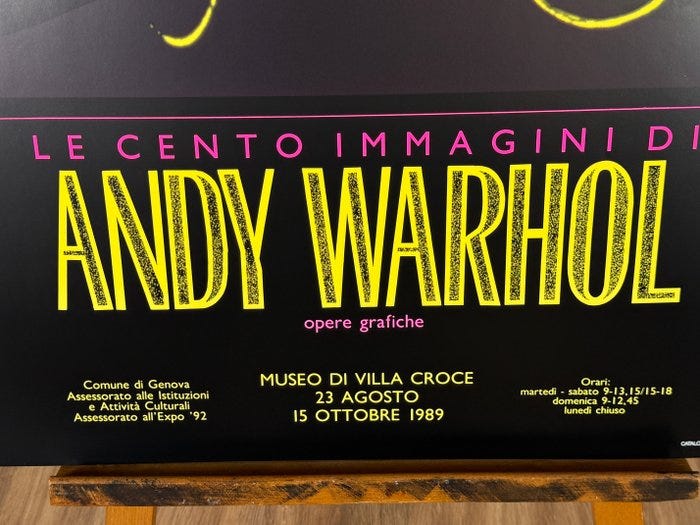 LE CENTO IMMAGINI DI
ANDY WARHOL
opere grafiche
Comune di Genova
Assessorato alle Istituzioni
e Attività Culturali
Assessorato all'Expo '92
MUSEO DI VILLA CROCE
23 AGOSTO
15 OTTOBRE 1989
Orari:
martedì - sabato 9-13,15/15-18
domenica 9-12,45
lunedì chiuso
CATALO